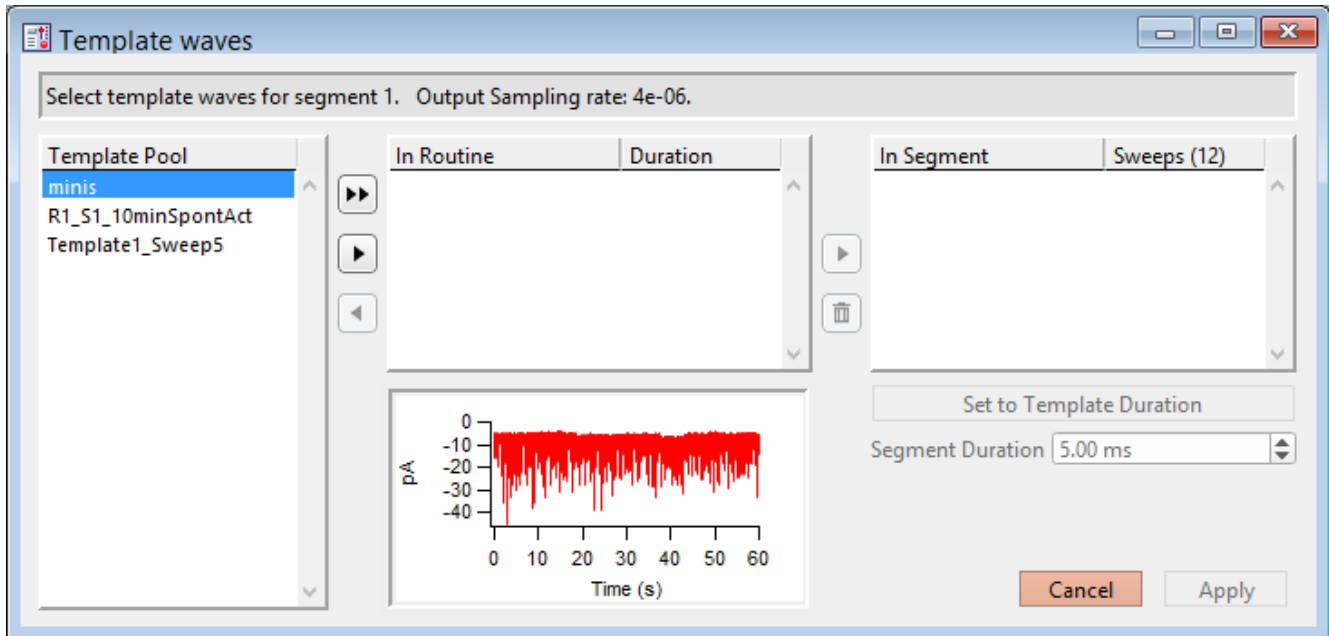 Template waves
Select template waves for segment 1.   Output Sampling rate: 4e-06.
Template Pool
minis
R1_S1_10minSpontAct
Template1_Sweep5
In Routine
Duration
In Segment
Sweeps (12)
pA
0
-10
-20
-30
-40
0 10 20 30 40 50 60
Time (s)
Set to Template Duration
Segment Duration 5.00 ms
Cancel
Apply